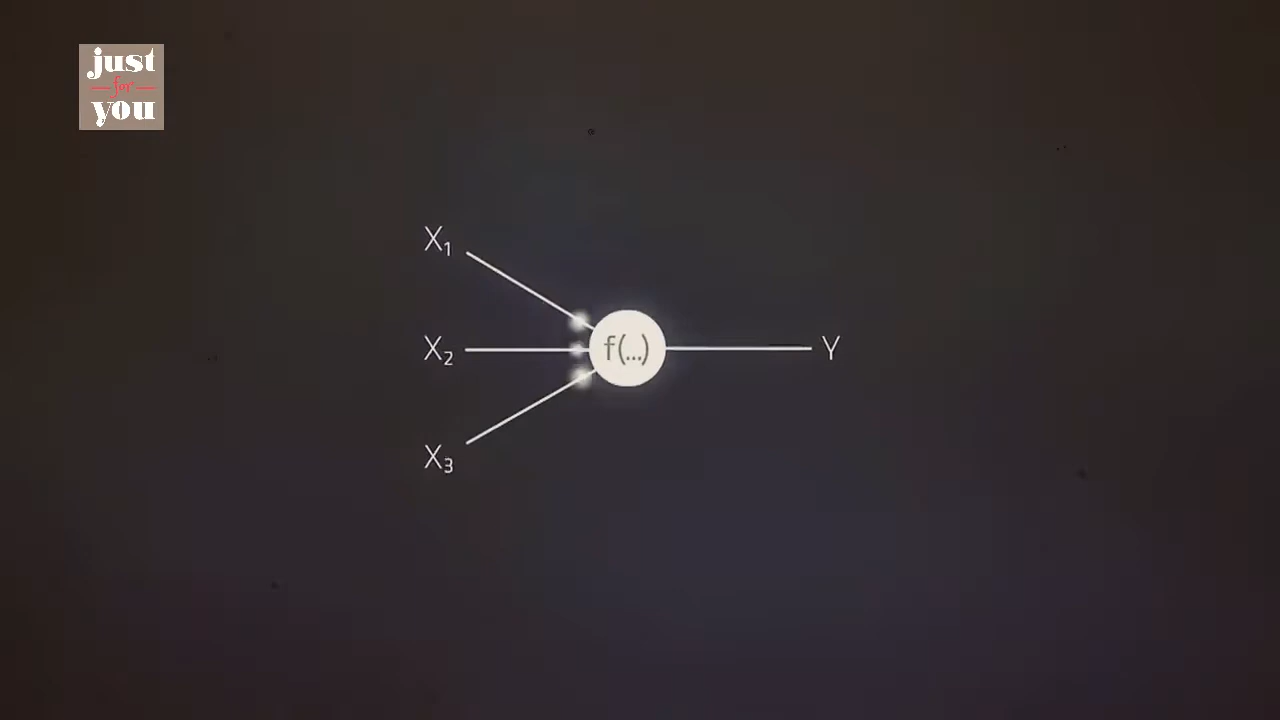 just
for
you
X₁
X₂
f(...)
Y
X₃